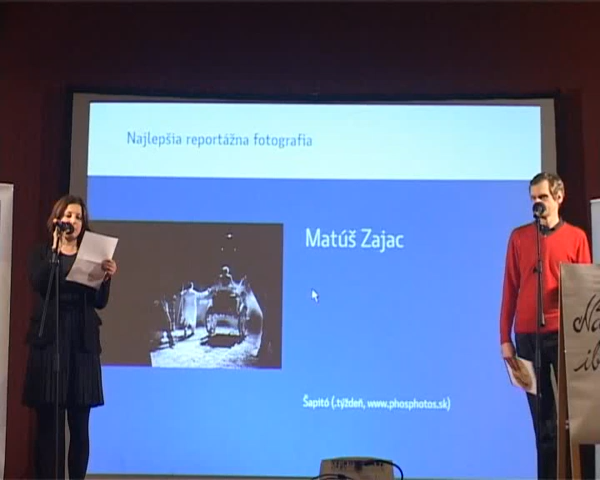 Najlepšia reportážna fotografia
Matúš Zajac
Šapitó (.týždeň, www.phosphotos.sk)